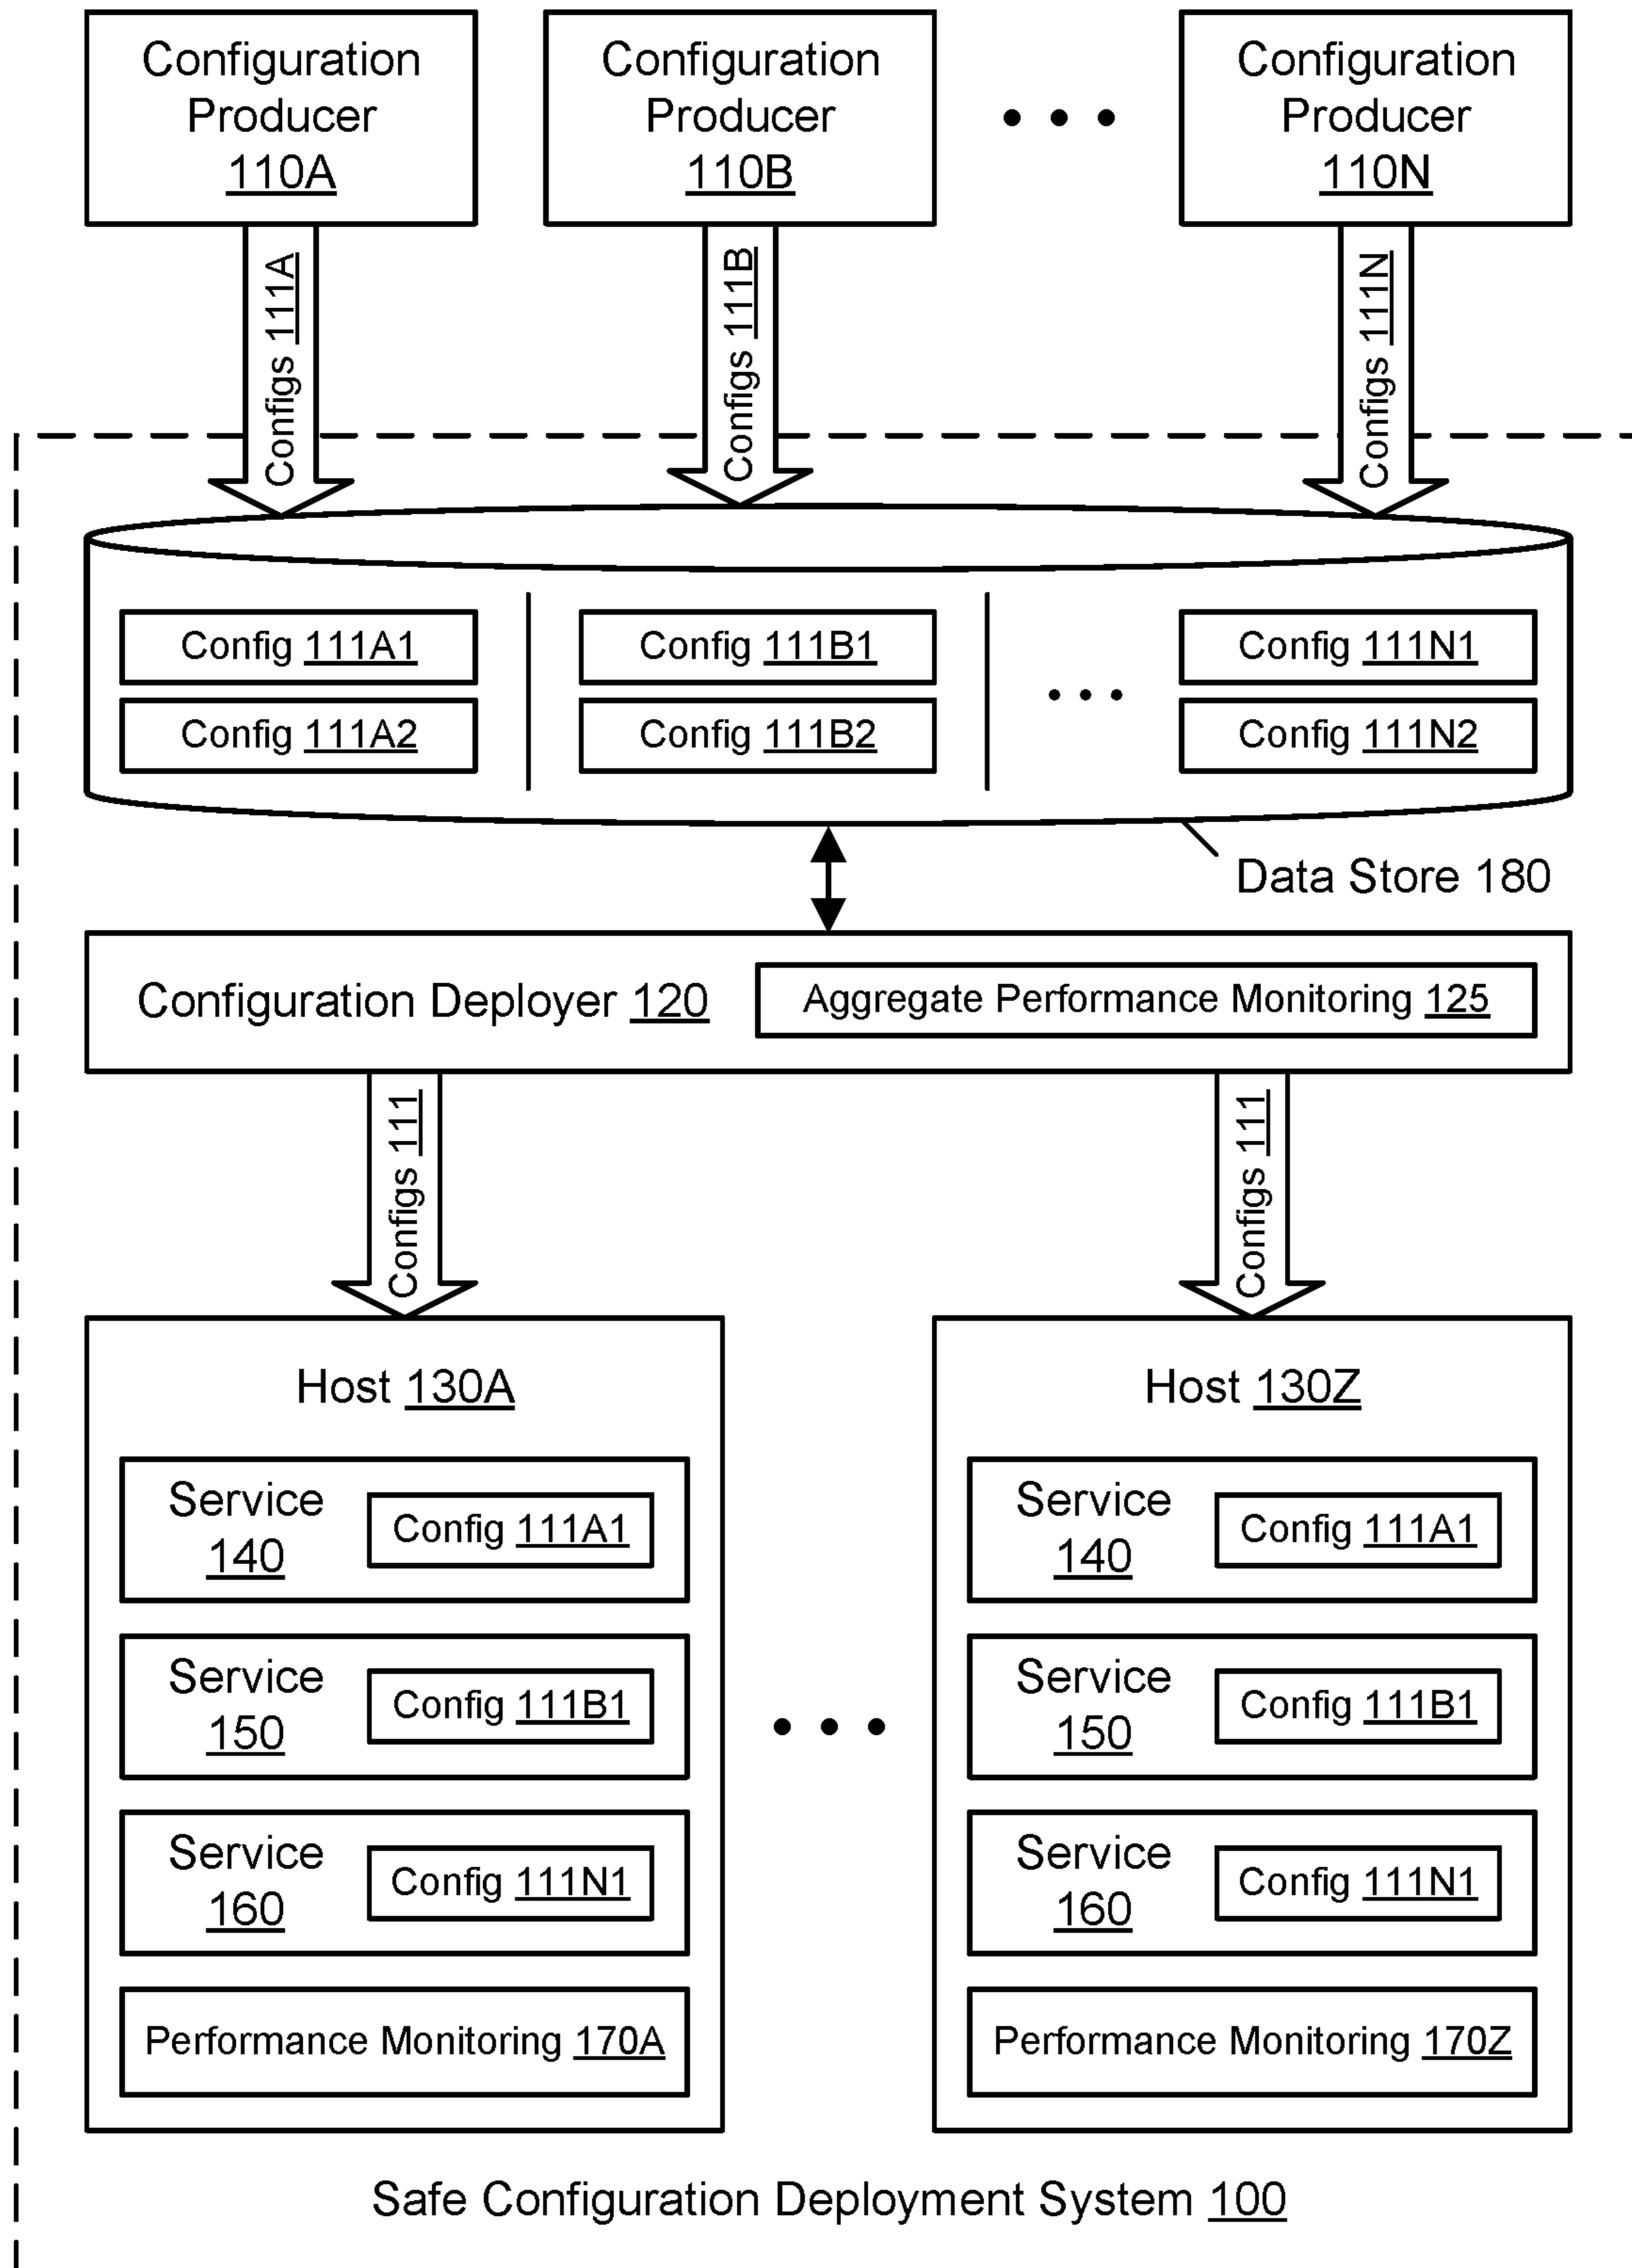 Configuration
Producer
110A
Configuration
Producer
110B
Configuration
Producer
110N
Configs 111A
Configs 111B
Configs 111N
Config 111A1
Config 111B1
Config 111N1
Config 111A2
Config 111B2
Config 111N2
Data Store 180
Configuration Deployer 120
Aggregate Performance Monitoring 125
Configs 111
Configs 111
Host 130A
Service
140
Config 111A1
Service
150
Config 111B1
Service
160
Config 111N1
Performance Monitoring 170A
Host 130Z
Service
140
Config 111A1
Service
150
Config 111B1
Service
160
Config 111N1
Performance Monitoring 170Z
Safe Configuration Deployment System 100